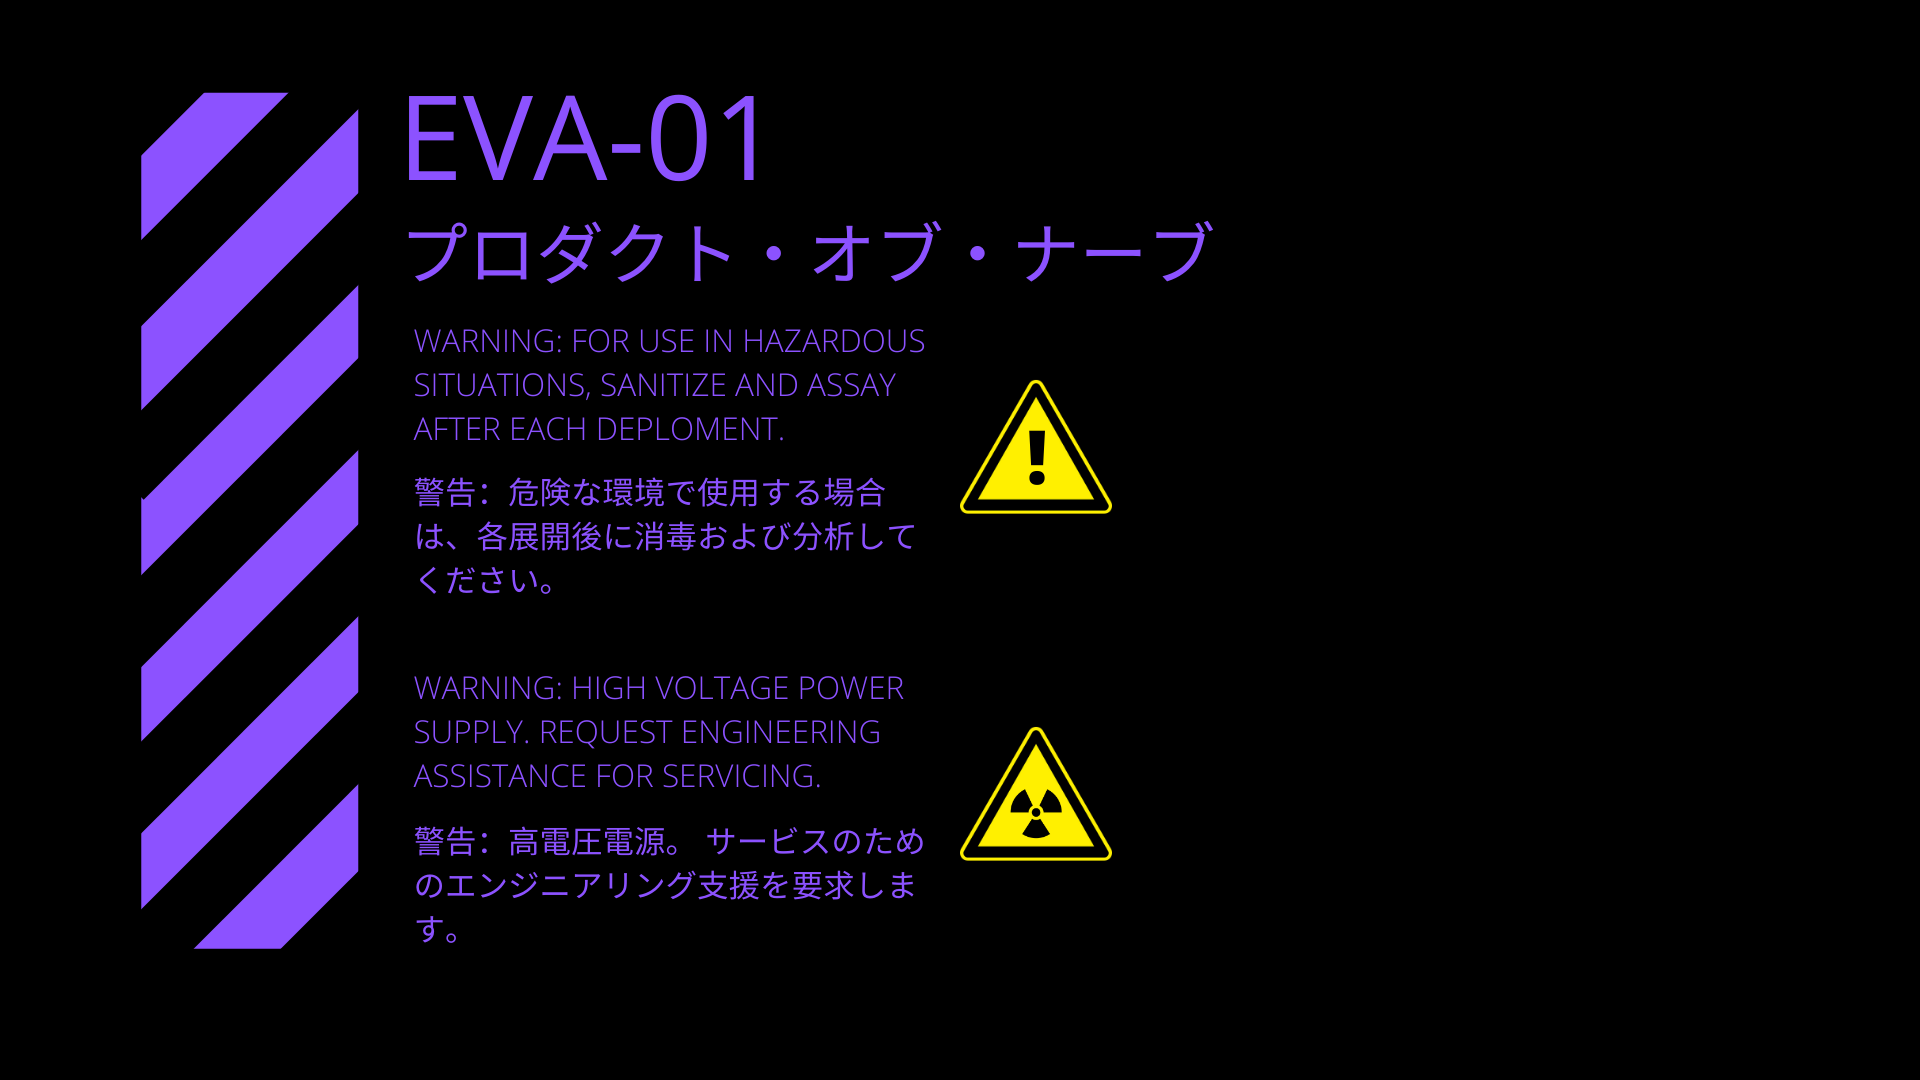 EVA-01
プロダクト・オブ・ナーブ
WARNING: FOR USE IN HAZARDOUS
SITUATIONS, SANITIZE AND ASSAY
AFTER EACH DEPLOMENT.
警告：危険な環境で使用する場合
は、各展開後に消毒および分析して
ください。
WARNING: HIGH VOLTAGE POWER
SUPPLY. REQUEST ENGINEERING
ASSISTANCE FOR SERVICING.
警告：高電圧電源。 サービスのため
のエンジニアリング支援を要求しま
す。